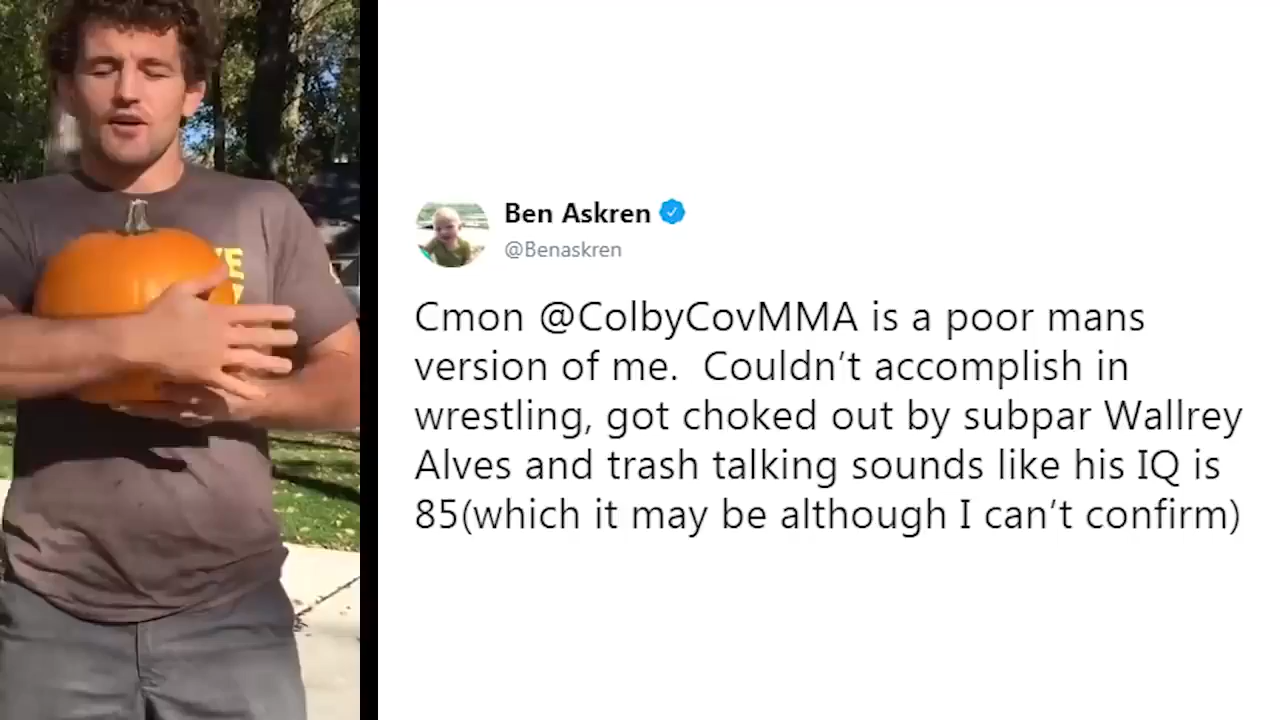 Ben Askren
@Benaskren
Cmon @ColbyCovMMA is a poor mans
version of me.  Couldn't accomplish in
wrestling, got choked out by subpar Wallrey
Alves and trash talking sounds like his IQ is
85(which it may be although I can't confirm)